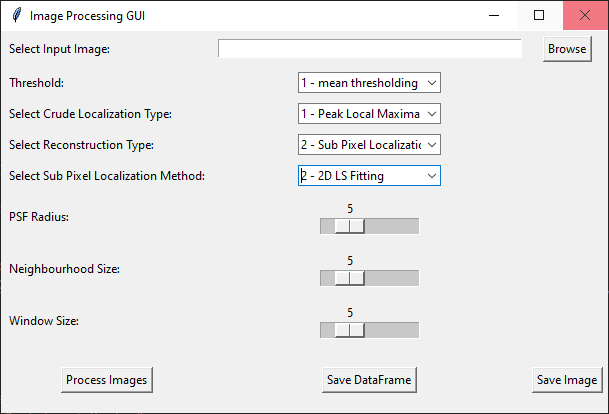 Image Processing GUI
Select Input Image: Browse
Threshold: 1 - mean thresholding
Select Crude Localization Type: 1 - Peak Local Maxima
Select Reconstruction Type: 2 - Sub Pixel Localizatic
Select Sub Pixel Localization Method: 2 - 2D LS Fitting
5
PSF Radius:
5
Neighbourhood Size:
5
Window Size:
Process Images Save DataFrame Save Image